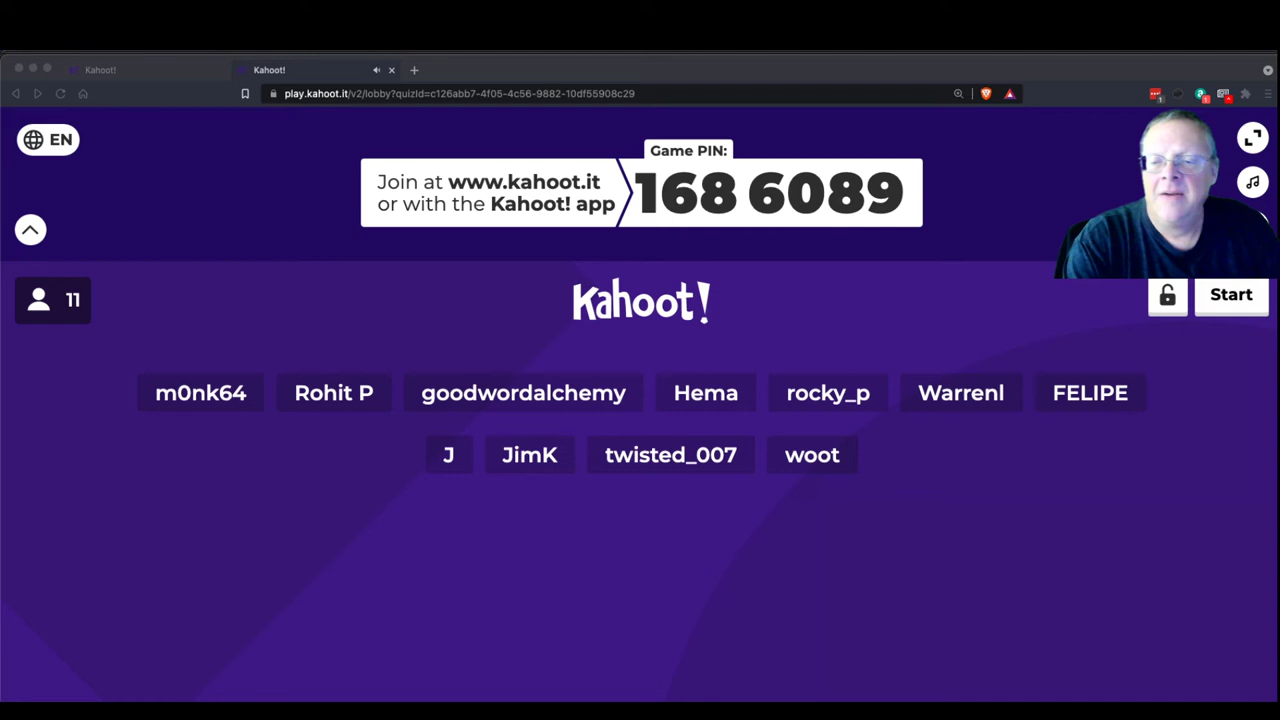 Kahoot!
Kahoot!
play.kahoot.it/v2/lobby?quizId=c126abb7-4f05-4c56-9882-10df55908c29
EN
Game PIN:
Join at www.kahoot.it
or with the Kahoot! app
168 6089
11
Kahoot!
Start
m0nk64 Rohit P goodwordalchemy Hema rocky_p Warrenl FELIPE
J JimK twisted_007 woot